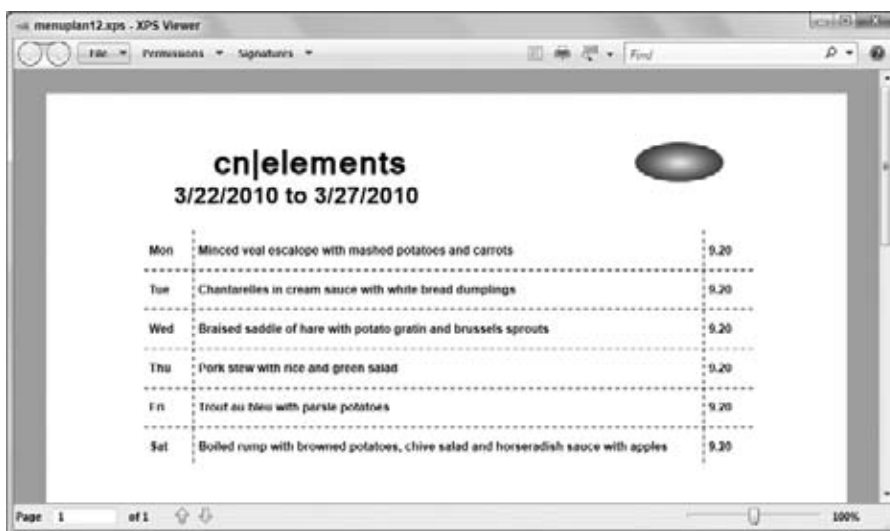 menuplan12.xps - XPS Viewer
File Permissions Signatures Find
cn|elements
3/22/2010 to 3/27/2010
Mon Minced veal escalope with mashed potatoes and carrots 9.20
Tue Chantarelles in cream sauce with white bread dumplings 9.20
Wed Braised saddle of hare with potato gratin and brussels sprouts 9.20
Thu Pork stew with rice and green salad 9.20
Fri Trout au bleu with parsle potatoes 9.20
Sat Boiled rump with browned potatoes, chive salad and horseradish sauce with apples 9.20
Page 1 of 1 100%